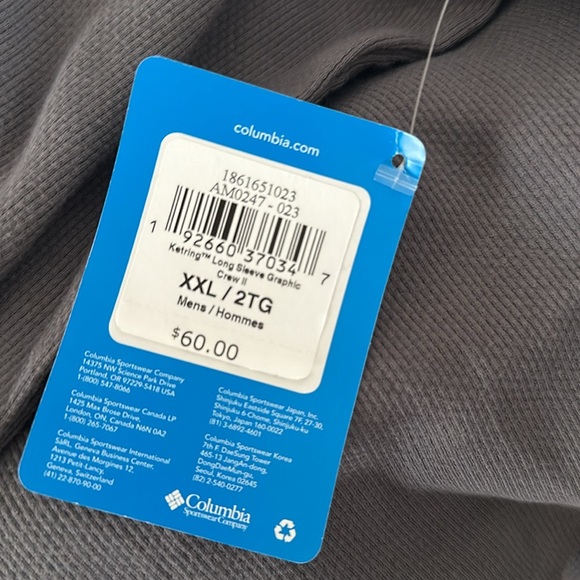 columbia.com
1861651023
AM0247 - 023
1 92660 37034 7
Ketring™ Long Sleeve Graphic
Crew II
XXL / 2TG
Mens / Hommes
$60.00
Columbia Sportswear Company
14375 NW Science Park Drive
Portland, OR 97229-5418 USA
1-(800) 547-8066
Columbia Sportswear Canada LP
1425 Max Brose Drive,
London, ON, Canada N6N 0A2
1-(800) 265-7067
Columbia Sportswear International
SàRL, Geneva Business Center,
Avenue des Morgines 12,
1213 Petit Lancy,
Geneva, Switzerland
(41) 22-870-90-00
Columbia Sportswear Japan, Inc.
Shinjuku Eastside Square 7F, 27-30,
Shinjuku 6-Chome, Shinjuku-ku
Tokyo, Japan 160-0022
(81) 3-6892-4601
Columbia Sportswear Korea
7th F. DaeSung Tower
465-13 JangAn-dong,
DongDaeMun-gu,
Seoul, Korea 02645
(82) 2-540-0277
Columbia
Sportswear Company